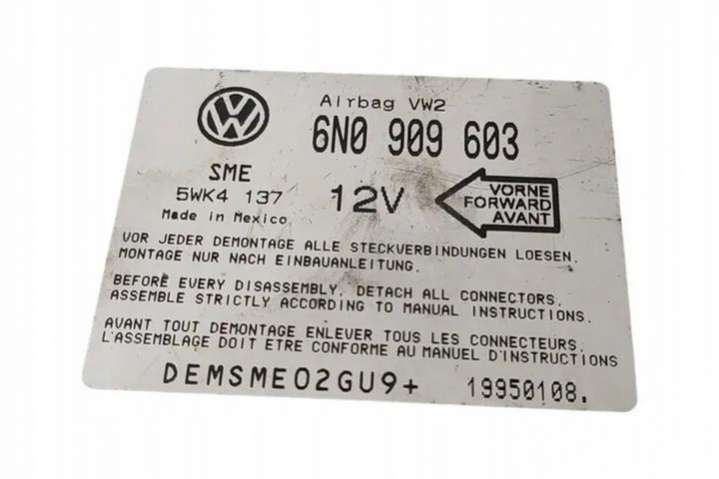 VW
Airbag VW2
6N0 909 603
SME
5WK4 137
12V
VORNE
FORWARD
AVANT
Made in Mexico
VOR JEDER DEMONTAGE ALLE STECKVERBINDUNGEN LOESEN.
MONTAGE NUR NACH EINBAUANLEITUNG.
BEFORE EVERY DISASSEMBLY, DETACH ALL CONNECTORS.
ASSEMBLE STRICTLY ACCORDING TO MANUAL INSTRUCTIONS.
AVANT TOUT DEMONTAGE ENLEVER TOUS LES CONNECTEURS.
L'ASSEMBLAGE DOIT ETRE CONFORME AU MANUEL D'INSTRUCTIONS
DEMSME02GU9+ 19950108.